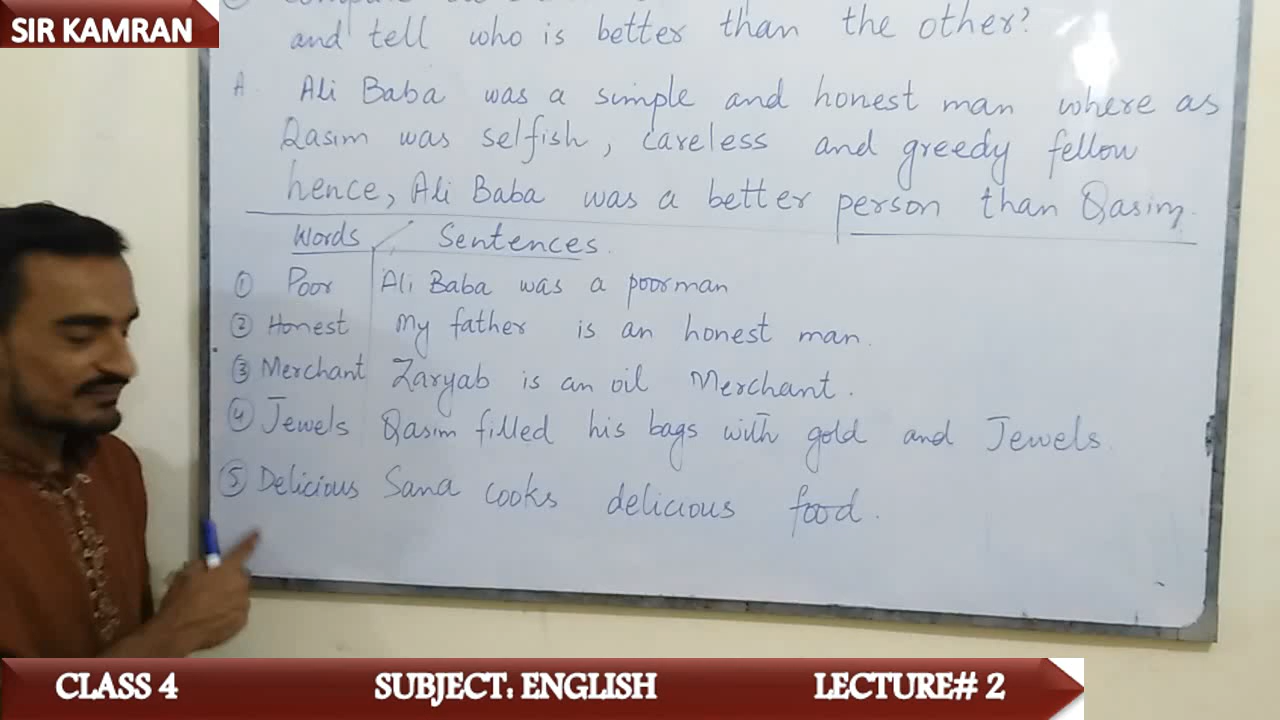 SIR KAMRAN
and tell who is better than the other?
A. Ali Baba was a simple and honest man where as
Qasim was selfish, careless and greedy fellow
hence, Ali Baba was a better person than Qasim.
Words Sentences.
① Poor Ali Baba was a poor man
② Honest My father is an honest man.
③ Merchant Zaryab is an oil Merchant.
④ Jewels Qasim filled his bags with gold and Jewels.
⑤ Delicious Sana cooks delicious food.
CLASS 4 SUBJECT: ENGLISH LECTURE# 2